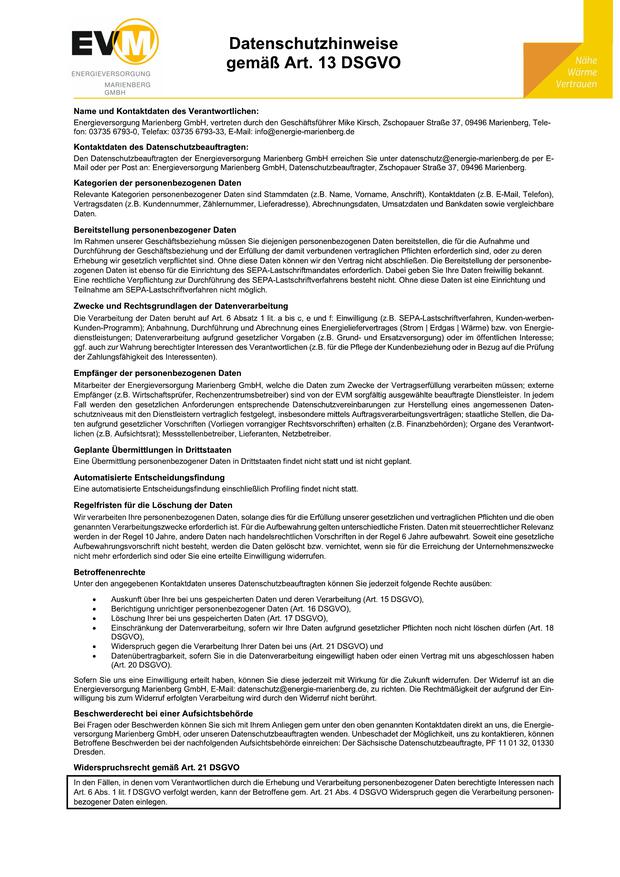 EVM
ENERGIEVERSORGUNG
MARIENBERG
GMBH
Datenschutzhinweise
gemäß Art. 13 DSGVO
Nähe
Wärme
Vertrauen
Name und Kontaktdaten des Verantwortlichen:
Energieversorgung Marienberg GmbH, vertreten durch den Geschäftsführer Mike Kirsch, Zschopauer Straße 37, 09496 Marienberg, Tele-
fon: 03735 6793-0, Telefax: 03735 6793-33, E-Mail: info@energie-marienberg.de
Kontaktdaten des Datenschutzbeauftragten:
Den Datenschutzbeauftragten der Energieversorgung Marienberg GmbH erreichen Sie unter datenschutz@energie-marienberg.de per E-
Mail oder per Post an: Energieversorgung Marienberg GmbH, Datenschutzbeauftragter, Zschopauer Straße 37, 09496 Marienberg.
Kategorien der personenbezogenen Daten
Relevante Kategorien personenbezogener Daten sind Stammdaten (z.B. Name, Vorname, Anschrift), Kontaktdaten (z.B. E-Mail, Telefon),
Vertragsdaten (z.B. Kundennummer, Zählernummer, Lieferadresse), Abrechnungsdaten, Umsatzdaten und Bankdaten sowie vergleichbare
Daten.
Bereitstellung personenbezogener Daten
Im Rahmen unserer Geschäftsbeziehung müssen Sie diejenigen personenbezogenen Daten bereitstellen, die für die Aufnahme und
Durchführung der Geschäftsbeziehung und der Erfüllung der damit verbundenen vertraglichen Pflichten erforderlich sind, oder zu deren
Erhebung wir gesetzlich verpflichtet sind. Ohne diese Daten können wir den Vertrag nicht abschließen. Die Bereitstellung der personenbe-
zogenen Daten ist ebenso für die Einrichtung des SEPA-Lastschriftmandates erforderlich. Dabei geben Sie Ihre Daten freiwillig bekannt.
Eine rechtliche Verpflichtung zur Durchführung des SEPA-Lastschriftverfahrens besteht nicht. Ohne diese Daten ist eine Einrichtung und
Teilnahme am SEPA-Lastschriftverfahren nicht möglich.
Zwecke und Rechtsgrundlagen der Datenverarbeitung
Die Verarbeitung der Daten beruht auf Art. 6 Absatz 1 lit. a bis c, e und f: Einwilligung (z.B. SEPA-Lastschriftverfahren, Kunden-werben-
Kunden-Programm); Anbahnung, Durchführung und Abrechnung eines Energieliefervertrages (Strom | Erdgas | Wärme) bzw. von Energie-
dienstleistungen; Datenverarbeitung aufgrund gesetzlicher Vorgaben (z.B. Grund- und Ersatzversorgung) oder im öffentlichen Interesse;
ggf. auch zur Wahrung berechtigter Interessen des Verantwortlichen (z.B. für die Pflege der Kundenbeziehung oder in Bezug auf die Prüfung
der Zahlungsfähigkeit des Interessenten).
Empfänger der personenbezogenen Daten
Mitarbeiter der Energieversorgung Marienberg GmbH, welche die Daten zum Zwecke der Vertragserfüllung verarbeiten müssen; externe
Empfänger (z.B. Wirtschaftsprüfer, Rechenzentrumsbetreiber) sind von der EVM sorgfältig ausgewählte beauftragte Dienstleister. In jedem
Fall werden den gesetzlichen Anforderungen entsprechende Datenschutzvereinbarungen zur Herstellung eines angemessenen Daten-
schutzniveaus mit den Dienstleistern vertraglich festgelegt, insbesondere mittels Auftragsverarbeitungsverträgen; staatliche Stellen, die Da-
ten aufgrund gesetzlicher Vorschriften (Vorliegen vorrangiger Rechtsvorschriften) erhalten (z.B. Finanzbehörden); Organe des Verantwort-
lichen (z.B. Aufsichtsrat); Messstellenbetreiber, Lieferanten, Netzbetreiber.
Geplante Übermittlungen in Drittstaaten
Eine Übermittlung personenbezogener Daten in Drittstaaten findet nicht statt und ist nicht geplant.
Automatisierte Entscheidungsfindung
Eine automatisierte Entscheidungsfindung einschließlich Profiling findet nicht statt.
Regelfristen für die Löschung der Daten
Wir verarbeiten Ihre personenbezogenen Daten, solange dies für die Erfüllung unserer gesetzlichen und vertraglichen Pflichten und die oben
genannten Verarbeitungszwecke erforderlich ist. Für die Aufbewahrung gelten unterschiedliche Fristen. Daten mit steuerrechtlicher Relevanz
werden in der Regel 10 Jahre, andere Daten nach handelsrechtlichen Vorschriften in der Regel 6 Jahre aufbewahrt. Soweit eine gesetzliche
Aufbewahrungsvorschrift nicht besteht, werden die Daten gelöscht bzw. vernichtet, wenn sie für die Erreichung der Unternehmenszwecke
nicht mehr erforderlich sind oder Sie eine erteilte Einwilligung widerrufen.
Betroffenenrechte
Unter den angegebenen Kontaktdaten unseres Datenschutzbeauftragten können Sie jederzeit folgende Rechte ausüben:
• Auskunft über Ihre bei uns gespeicherten Daten und deren Verarbeitung (Art. 15 DSGVO),
• Berichtigung unrichtiger personenbezogener Daten (Art. 16 DSGVO),
• Löschung Ihrer bei uns gespeicherten Daten (Art. 17 DSGVO),
• Einschränkung der Datenverarbeitung, sofern wir Ihre Daten aufgrund gesetzlicher Pflichten noch nicht löschen dürfen (Art. 18
DSGVO),
• Widerspruch gegen die Verarbeitung Ihrer Daten bei uns (Art. 21 DSGVO) und
• Datenübertragbarkeit, sofern Sie in die Datenverarbeitung eingewilligt haben oder einen Vertrag mit uns abgeschlossen haben
(Art. 20 DSGVO).
Sofern Sie uns eine Einwilligung erteilt haben, können Sie diese jederzeit mit Wirkung für die Zukunft widerrufen. Der Widerruf ist an die
Energieversorgung Marienberg GmbH, E-Mail: datenschutz@energie-marienberg.de, zu richten. Die Rechtmäßigkeit der aufgrund der Ein-
willigung bis zum Widerruf erfolgten Verarbeitung wird durch den Widerruf nicht berührt.
Beschwerderecht bei einer Aufsichtsbehörde
Bei Fragen oder Beschwerden können Sie sich mit Ihrem Anliegen gern unter den oben genannten Kontaktdaten direkt an uns, die Energie-
versorgung Marienberg GmbH, oder unseren Datenschutzbeauftragten wenden. Unbeschadet der Möglichkeit, uns zu kontaktieren, können
Betroffene Beschwerden bei der nachfolgenden Aufsichtsbehörde einreichen: Der Sächsische Datenschutzbeauftragte, PF 11 01 32, 01330
Dresden.
Widerspruchsrecht gemäß Art. 21 DSGVO
In den Fällen, in denen vom Verantwortlichen durch die Erhebung und Verarbeitung personenbezogener Daten berechtigte Interessen nach
Art. 6 Abs. 1 lit. f DSGVO verfolgt werden, kann der Betroffene gem. Art. 21 Abs. 4 DSGVO Widerspruch gegen die Verarbeitung personen-
bezogener Daten einlegen.